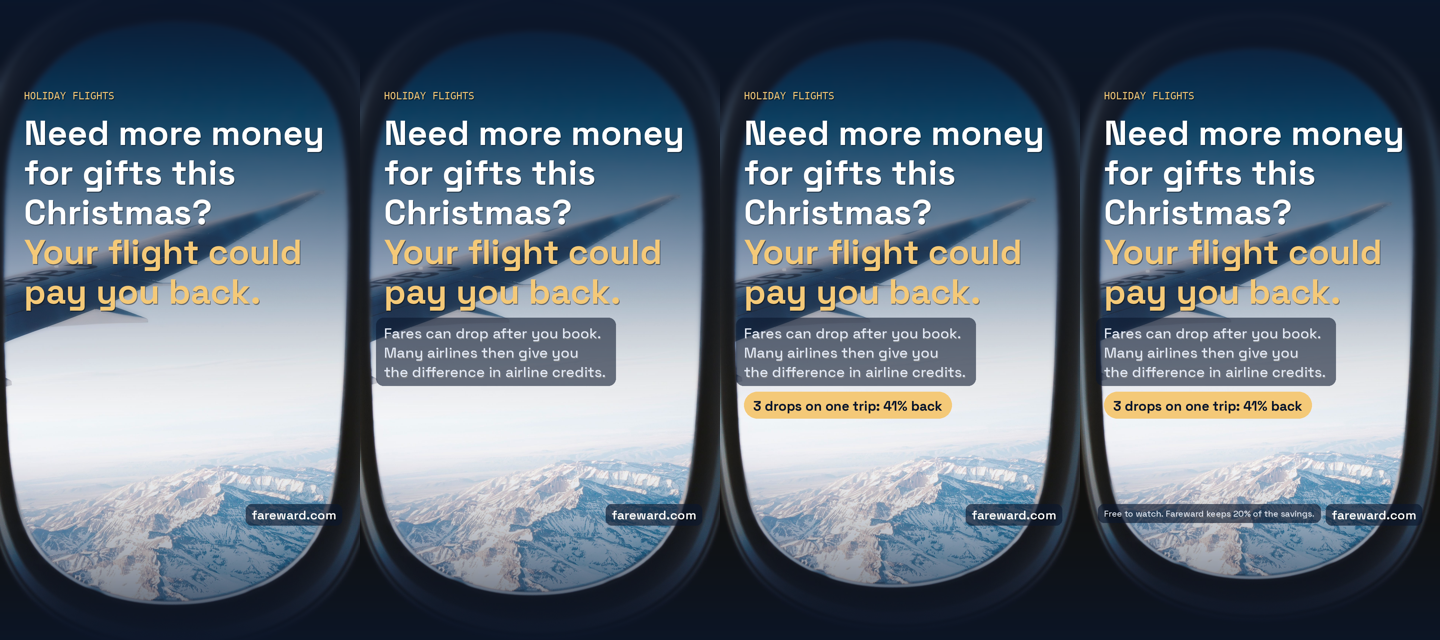 HOLIDAY FLIGHTS
Need more money
for gifts this
Christmas?
Your flight could
pay you back.
fareward.com
HOLIDAY FLIGHTS
Need more money
for gifts this
Christmas?
Your flight could
pay you back.
Fares can drop after you book.
Many airlines then give you
the difference in airline credits.
fareward.com
HOLIDAY FLIGHTS
Need more money
for gifts this
Christmas?
Your flight could
pay you back.
Fares can drop after you book.
Many airlines then give you
the difference in airline credits.
3 drops on one trip: 41% back
fareward.com
HOLIDAY FLIGHTS
Need more money
for gifts this
Christmas?
Your flight could
pay you back.
Fares can drop after you book.
Many airlines then give you
the difference in airline credits.
3 drops on one trip: 41% back
Free to watch. Fareward keeps 20% of the savings.
fareward.com